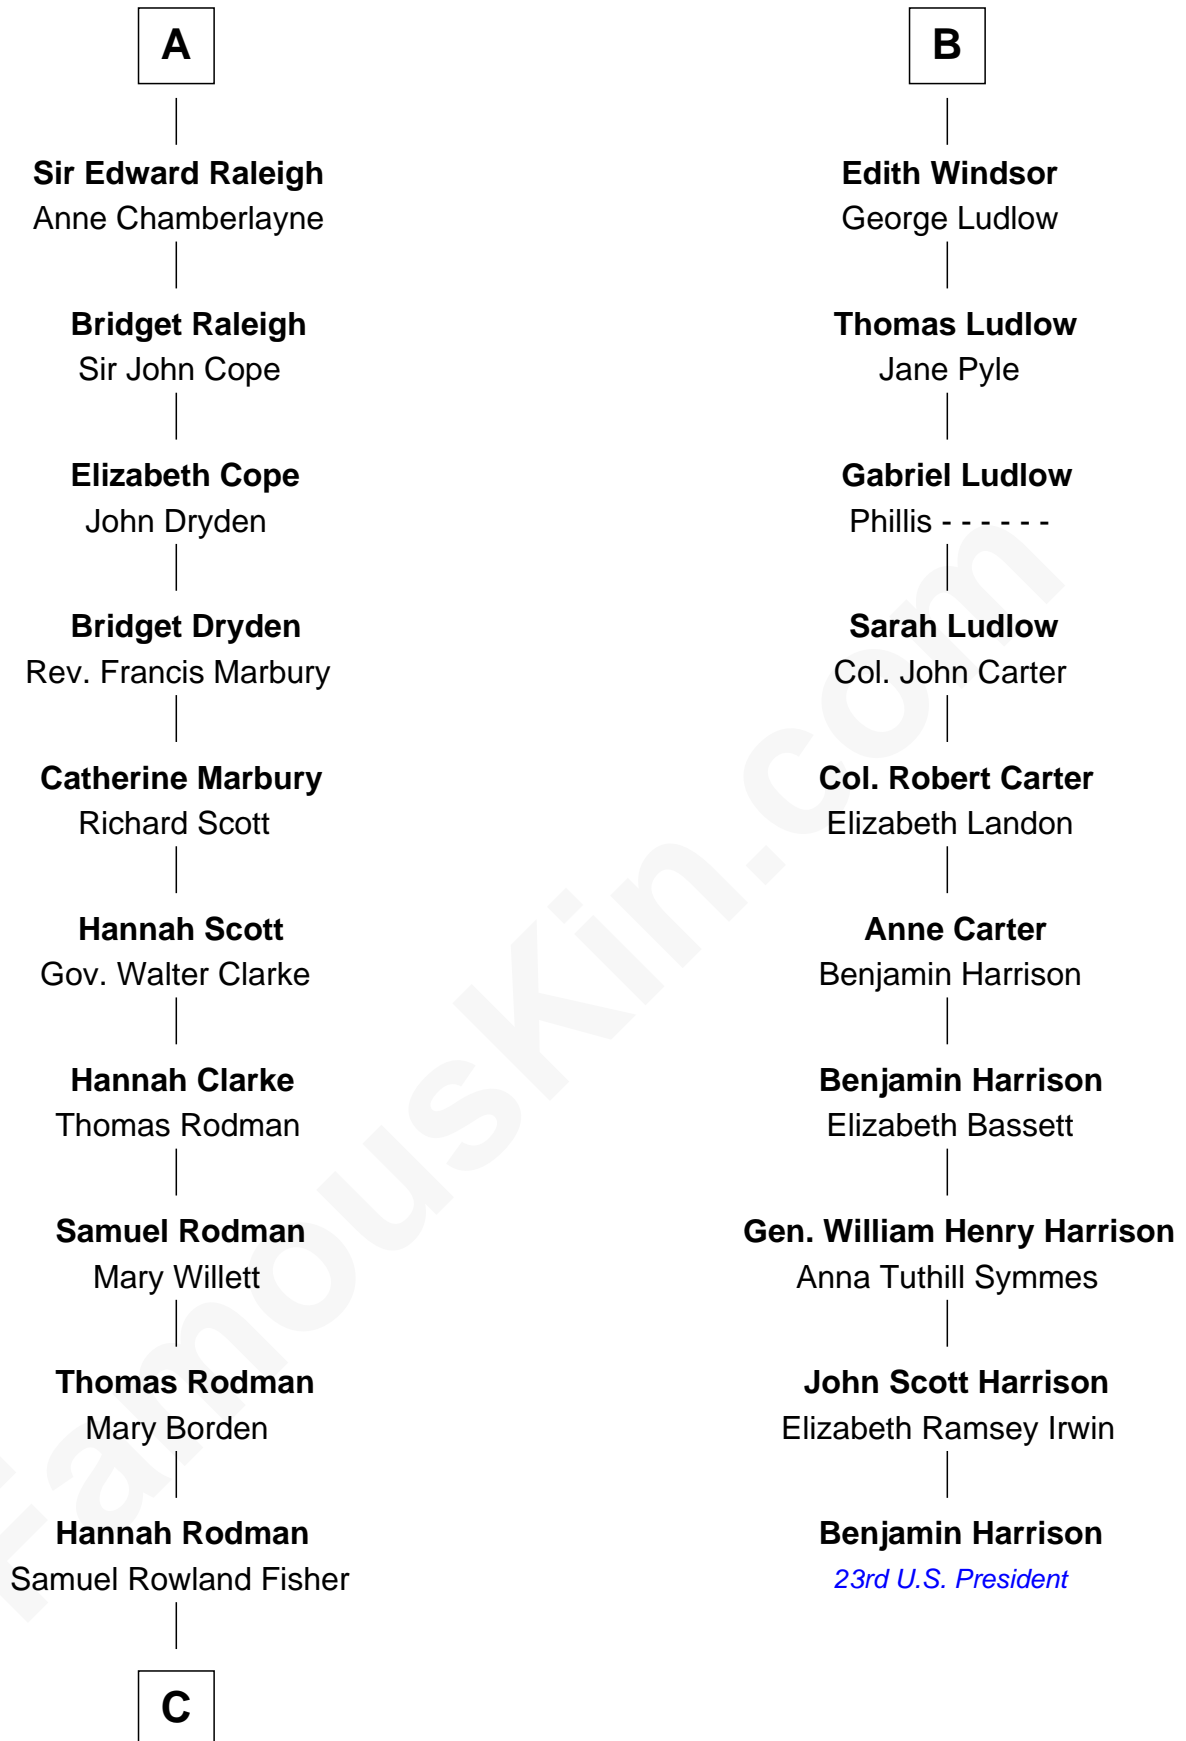 A
Sir Edward Raleigh
Anne Chamberlayne
Bridget Raleigh
Sir John Cope
Elizabeth Cope
John Dryden
Bridget Dryden
Rev. Francis Marbury
Catherine Marbury
Richard Scott
Hannah Scott
Gov. Walter Clarke
Hannah Clarke
Thomas Rodman
Samuel Rodman
Mary Willett
Thomas Rodman
Mary Borden
Hannah Rodman
Samuel Rowland Fisher
C
B
Edith Windsor
George Ludlow
Thomas Ludlow
Jane Pyle
Gabriel Ludlow
Phillis - - - - - -
Sarah Ludlow
Col. John Carter
Col. Robert Carter
Elizabeth Landon
Anne Carter
Benjamin Harrison
Benjamin Harrison
Elizabeth Bassett
Gen. William Henry Harrison
Anna Tuthill Symmes
John Scott Harrison
Elizabeth Ramsey Irwin
Benjamin Harrison
23rd U.S. President
FamousKin.com